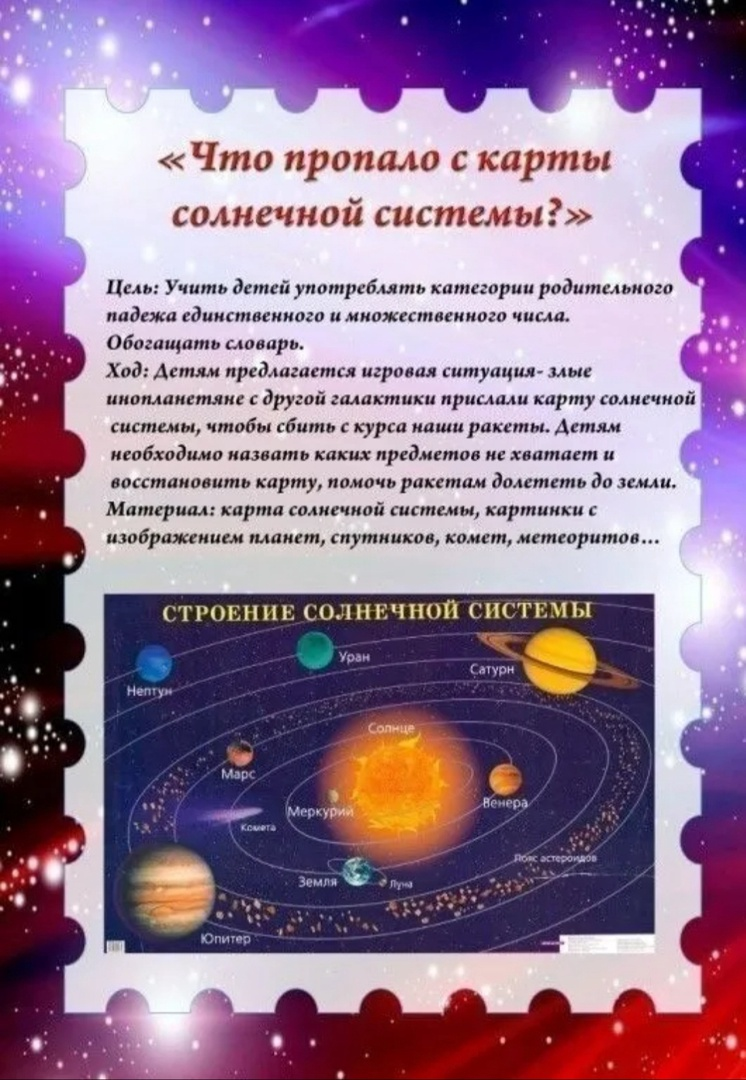 «Что пропало с карты
солнечной системы?»
Цель: Учить детей употреблять категории родительного
падежа единственного и множественного числа.
Обогащать словарь.
Ход: Детям предлагается игровая ситуация- злые
инопланетяне с другой галактики прислали карту солнечной
системы, чтобы сбить с курса наши ракеты. Детям
необходимо назвать каких предметов не хватает и
восстановить карту, помочь ракетам долететь до земли.
Материал: карта солнечной системы, картинки с
изображением планет, спутников, комет, метеоритов…
СТРОЕНИЕ СОЛНЕЧНОЙ СИСТЕМЫ
Уран
Сатурн
Нептун
Солнце
Марс
Венера
Меркурий
Комета
Пояс астероидов
Земля
Луна
Юпитер